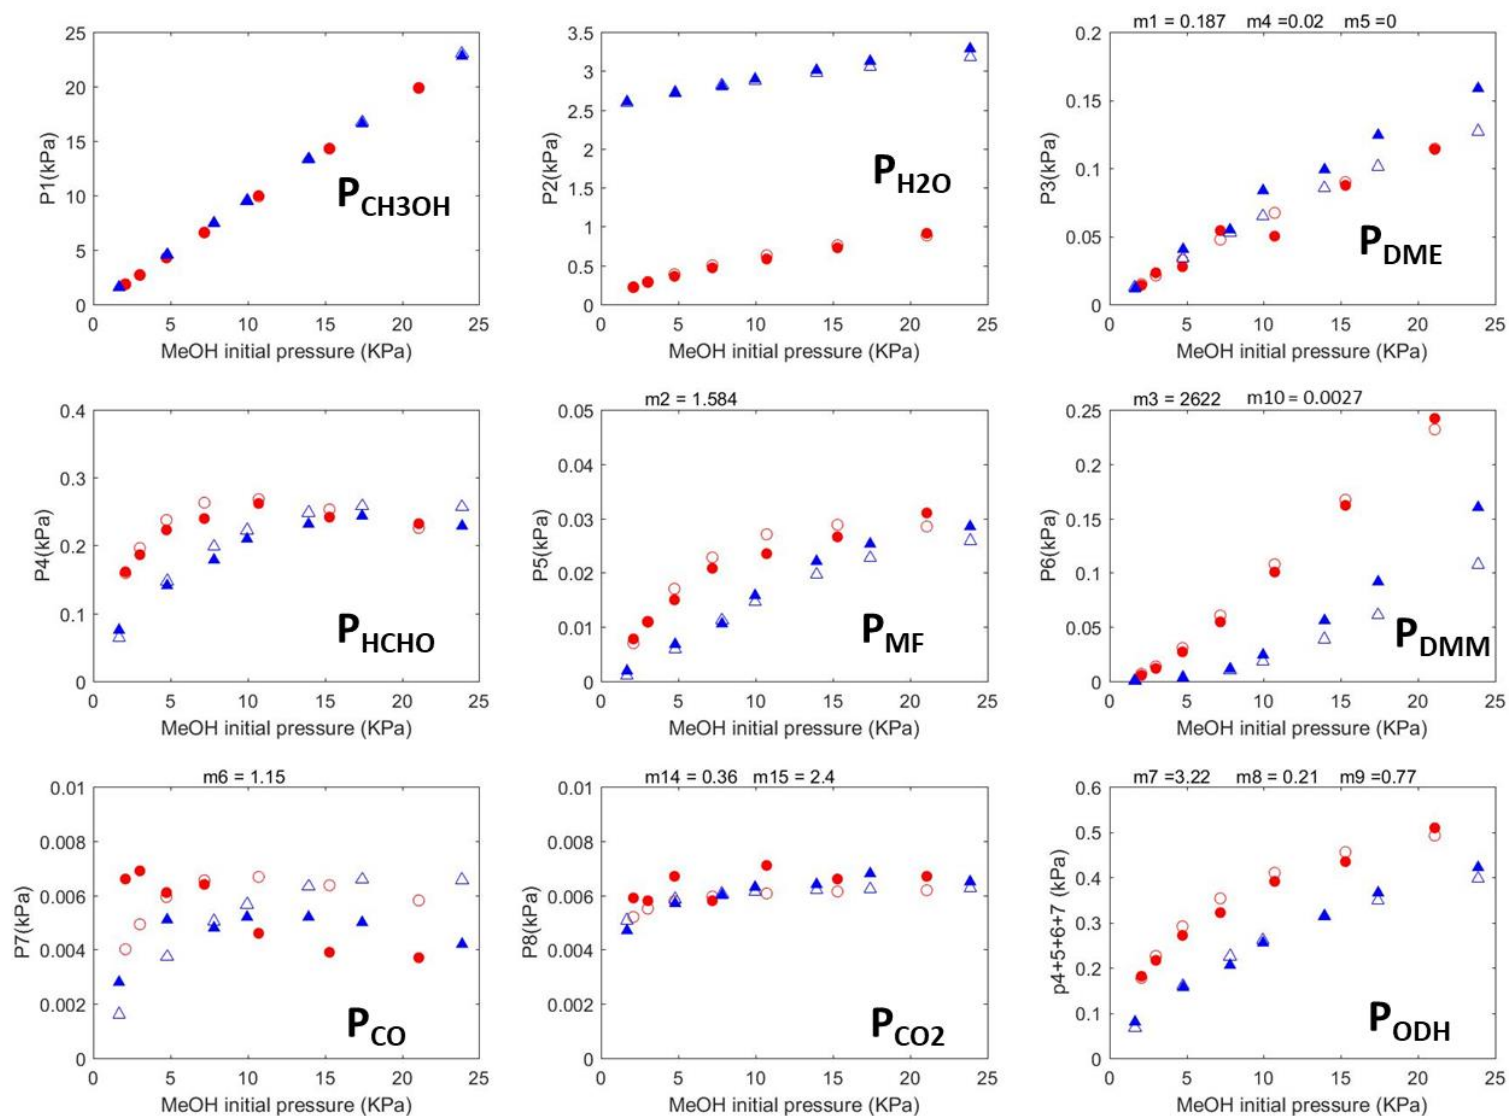 m1 = 0.187 m4 =0.02 m5 =0
25
20
15
10
5
0
P1(kPa)
PCH3OH
0 5 10 15 20 25
MeOH initial pressure (KPa)
3.5
3
2.5
2
1.5
1
0.5
0
P2(kPa)
PH2O
0 5 10 15 20 25
MeOH initial pressure (KPa)
0.2
0.15
0.1
0.05
0
P3(kPa)
PDME
0 5 10 15 20 25
MeOH initial pressure (KPa)
0.4
0.3
0.2
0.1
0
P4(kPa)
PHCHO
0 5 10 15 20 25
MeOH initial pressure (KPa)
m2 = 1.584
0.05
0.04
0.03
0.02
0.01
0
P5(kPa)
PMF
0 5 10 15 20 25
MeOH initial pressure (KPa)
m3 = 2622 m10 = 0.0027
0.25
0.2
0.15
0.1
0.05
0
P6(kPa)
PDMM
0 5 10 15 20 25
MeOH initial pressure (KPa)
m6 = 1.15
0.01
0.008
0.006
0.004
0.002
0
P7(kPa)
PCO
0 5 10 15 20 25
MeOH initial pressure (KPa)
m14 = 0.36 m15 = 2.4
0.01
0.008
0.006
0.004
0.002
0
P8(kPa)
PCO2
0 5 10 15 20 25
MeOH initial pressure (KPa)
m7 =3.22 m8 = 0.21 m9 =0.77
0.6
0.5
0.4
0.3
0.2
0.1
0
p4+5+6+7 (kPa)
PODH
0 5 10 15 20 25
MeOH initial pressure (KPa)